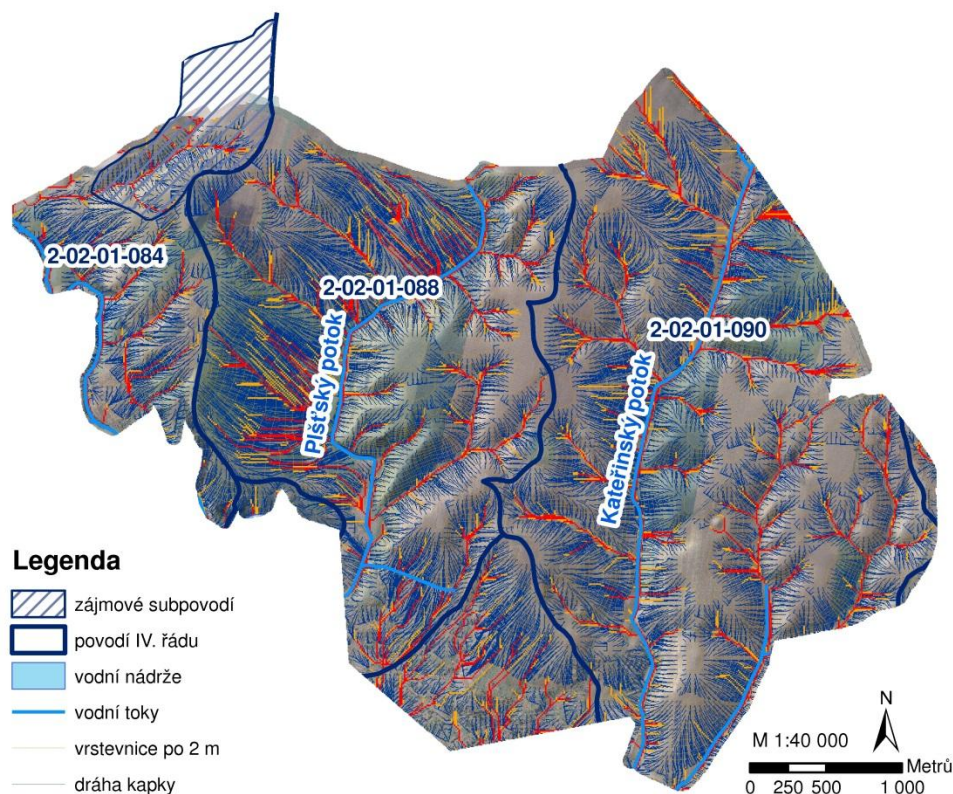 2-02-01-084
2-02-01-088
2-02-01-090
Plšťský potok
Kateřinský potok
Legenda
zájmové subpovodí
povodí IV. řádu
vodní nádrže
vodní toky
vrstevnice po 2 m
dráha kapky
N
M 1:40 000
Metrů
0 250 500 1 000